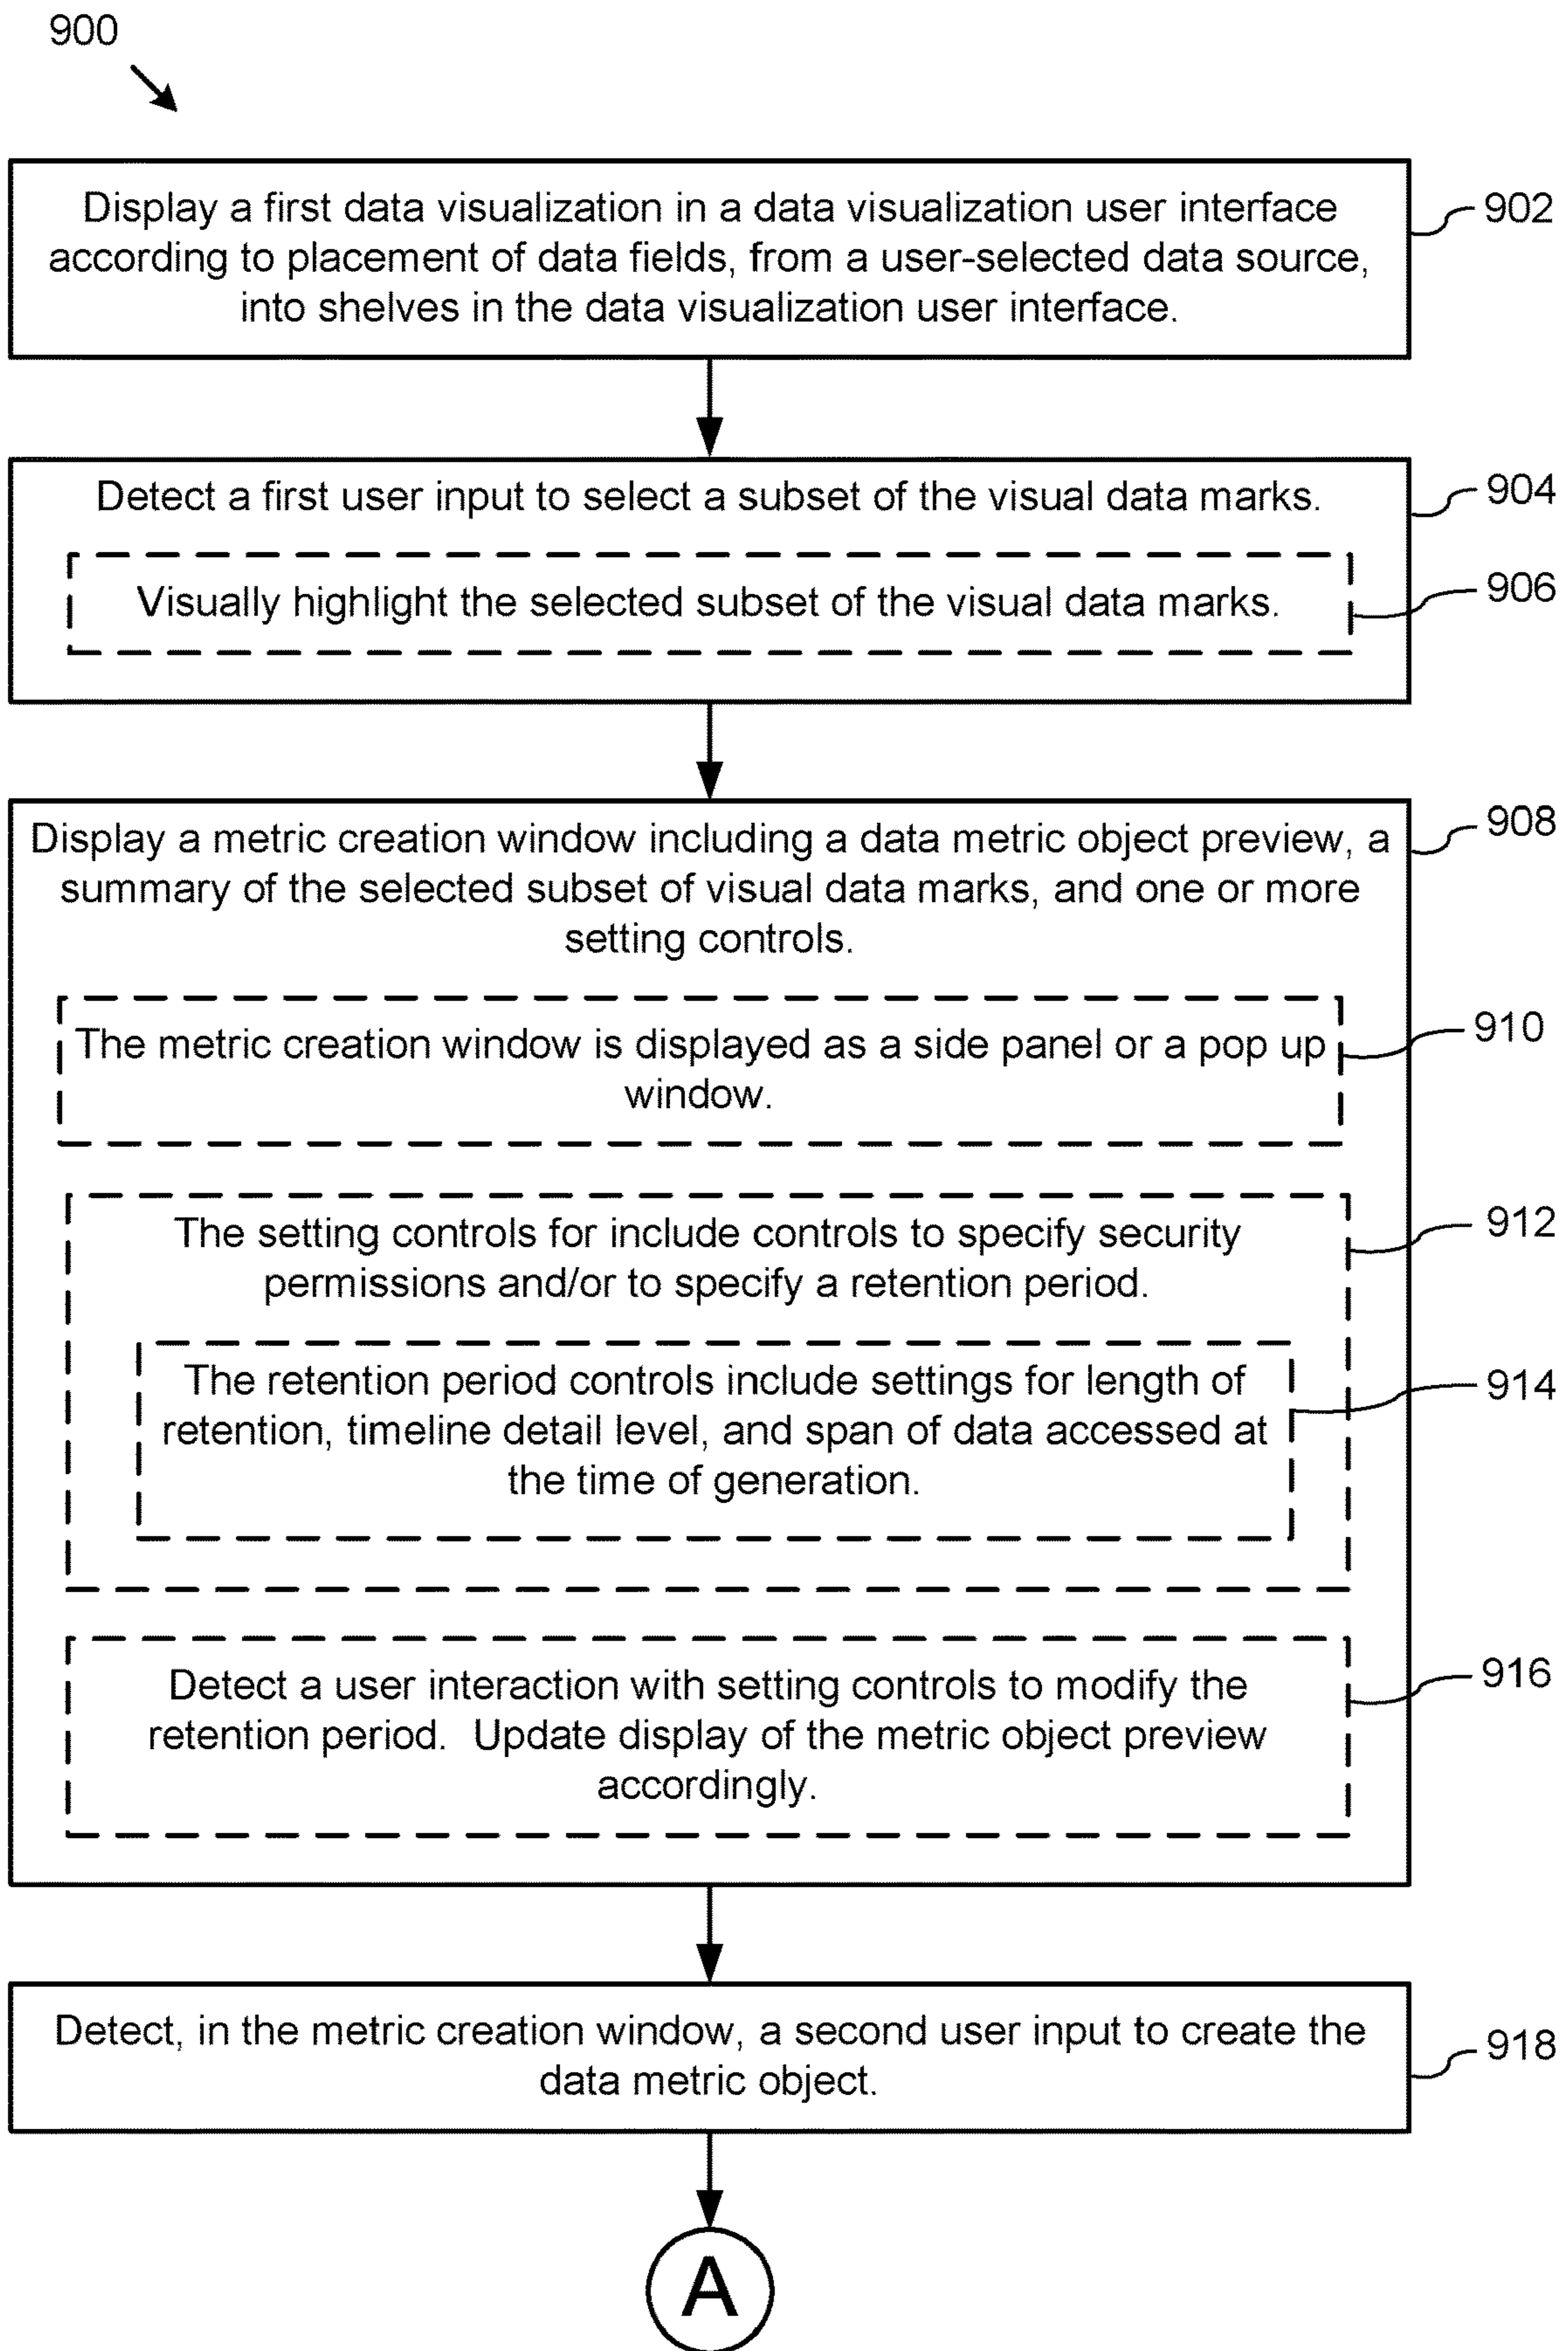 900
Display a first data visualization in a data visualization user interface
902
according to placement of data fields, from a user-selected data source,
into shelves in the data visualization user interface.
Detect a first user input to select a subset of the visual data marks.
904
Visually highlight the selected subset of the visual data marks.
906
Display a metric creation window including a data metric object preview, a
908
summary of the selected subset of visual data marks, and one or more
setting controls.
The metric creation window is displayed as a side panel or a pop up
910
window.
The setting controls for include controls to specify security
912
permissions and/or to specify a retention period.
The retention period controls include settings for length of
914
retention, timeline detail level, and span of data accessed at
the time of generation.
Detect a user interaction with setting controls to modify the
916
retention period.  Update display of the metric object preview
accordingly.
Detect, in the metric creation window, a second user input to create the
918
data metric object.
A